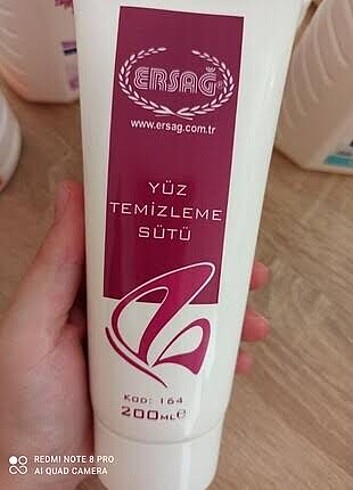 ERSAĞ®
www.ersag.com.tr
YÜZ
TEMİZLEME
SÜTÜ
KOD: 164
200ML℮
REDMI NOTE 8 PRO
AI QUAD CAMERA